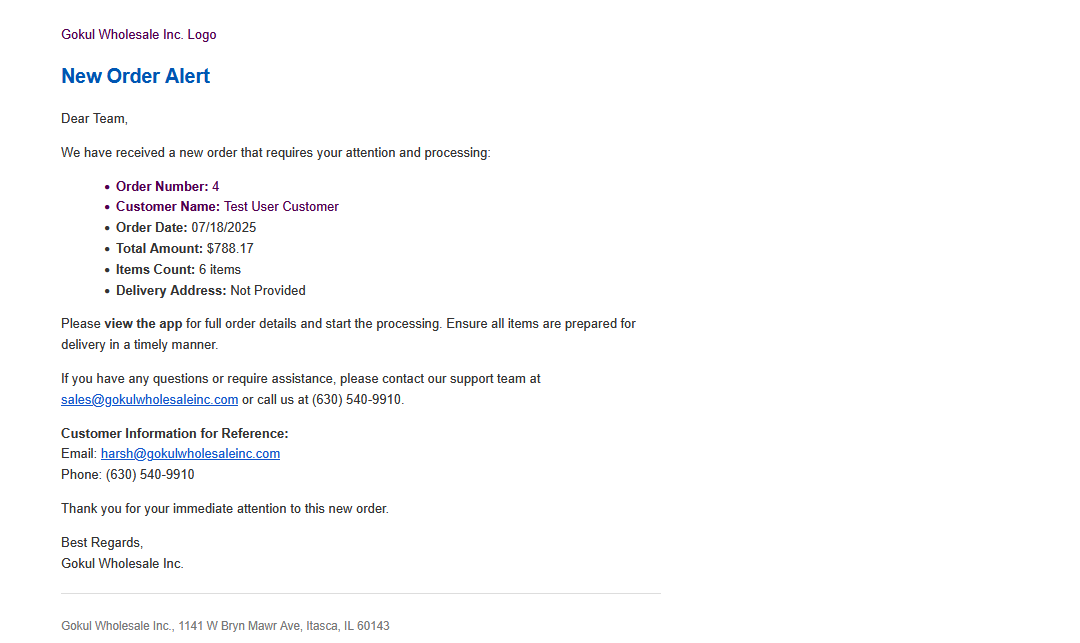 Gokul Wholesale Inc. Logo
New Order Alert
Dear Team,
We have received a new order that requires your attention and processing:
• Order Number: 4
• Customer Name: Test User Customer
• Order Date: 07/18/2025
• Total Amount: $788.17
• Items Count: 6 items
• Delivery Address: Not Provided
Please view the app for full order details and start the processing. Ensure all items are prepared for
delivery in a timely manner.
If you have any questions or require assistance, please contact our support team at
sales@gokulwholesaleinc.com or call us at (630) 540-9910.
Customer Information for Reference:
Email: harsh@gokulwholesaleinc.com
Phone: (630) 540-9910
Thank you for your immediate attention to this new order.
Best Regards,
Gokul Wholesale Inc.
Gokul Wholesale Inc., 1141 W Bryn Mawr Ave, Itasca, IL 60143